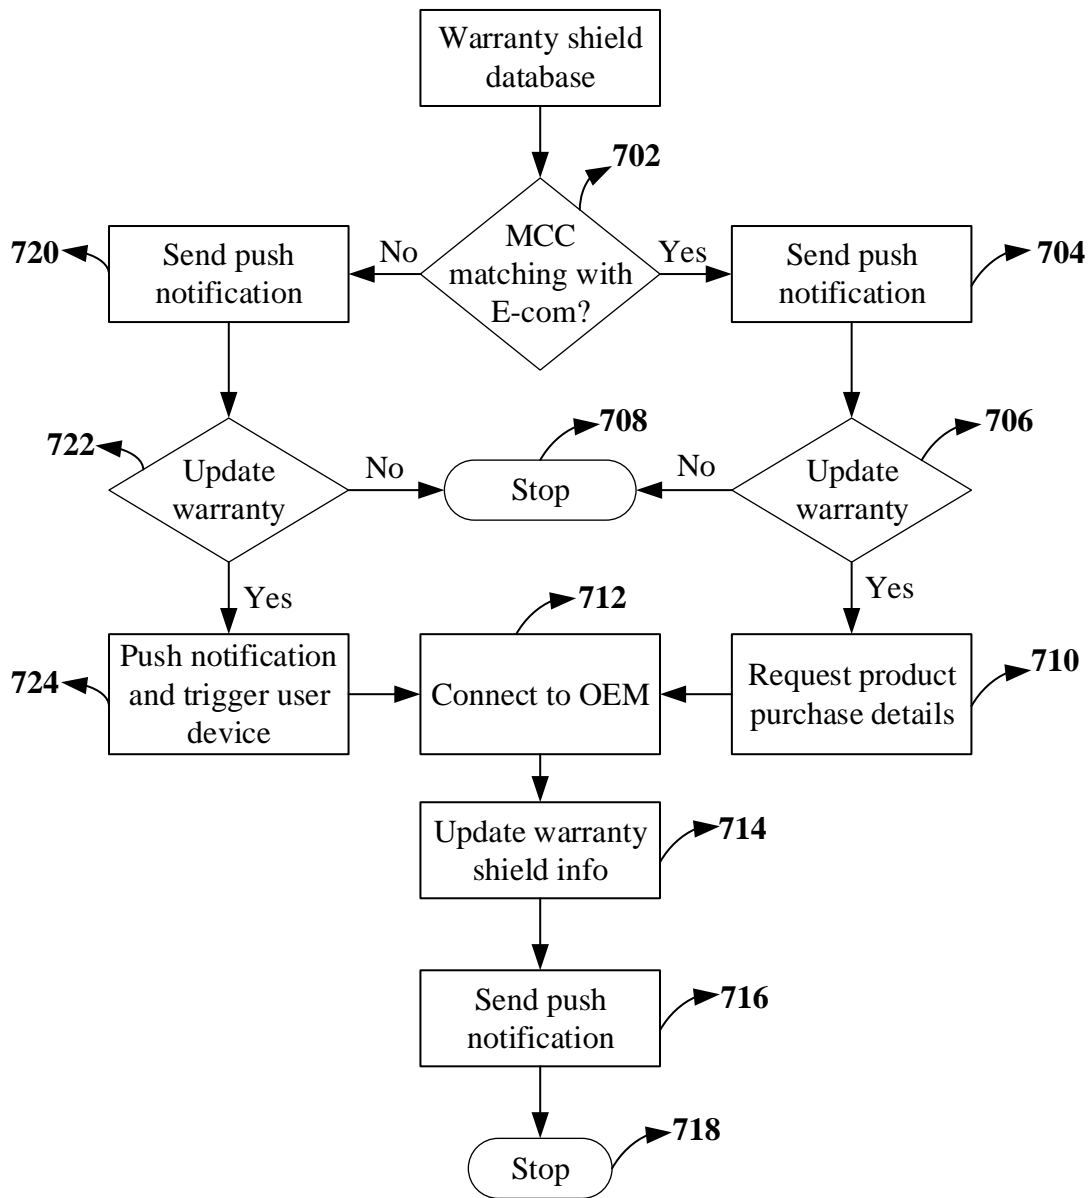 Warranty shield
database
702
720
Send push
notification
No
MCC
matching with
E-com?
Yes
Send push
notification
704
722
Update
warranty
No
708
Stop
No
706
Update
warranty
Yes
Yes
712
724
Push notification
and trigger user
device
Connect to OEM
Request product
purchase details
710
Update warranty
shield info
714
Send push
notification
716
Stop
718